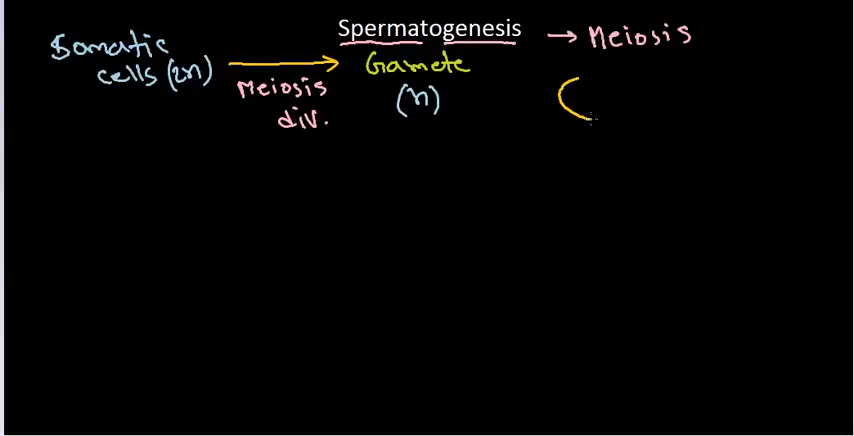 Spermatogenesis → Meiosis
Somatic
cells (2n) → Gamete
Meiosis
div.
(n)